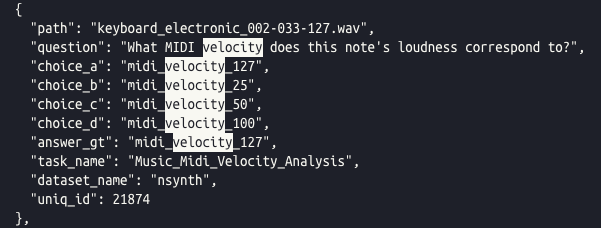 {
"path": "keyboard_electronic_002-033-127.wav",
"question": "What MIDI velocity does this note's loudness correspond to?",
"choice_a": "midi_velocity_127",
"choice_b": "midi_velocity_25",
"choice_c": "midi_velocity_50",
"choice_d": "midi_velocity_100",
"answer_gt": "midi_velocity_127",
"task_name": "Music_Midi_Velocity_Analysis",
"dataset_name": "nsynth",
"uniq_id": 21874
},